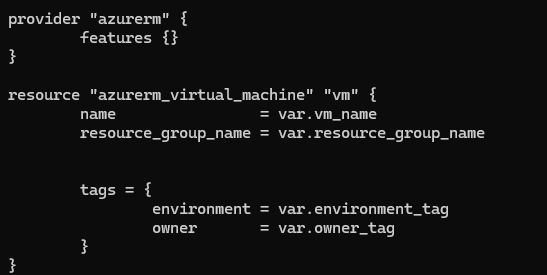 provider "azurerm" {
        features {}
}

resource "azurerm_virtual_machine" "vm" {
        name                = var.vm_name
        resource_group_name = var.resource_group_name


        tags = {
                environment = var.environment_tag
                owner       = var.owner_tag
        }
}